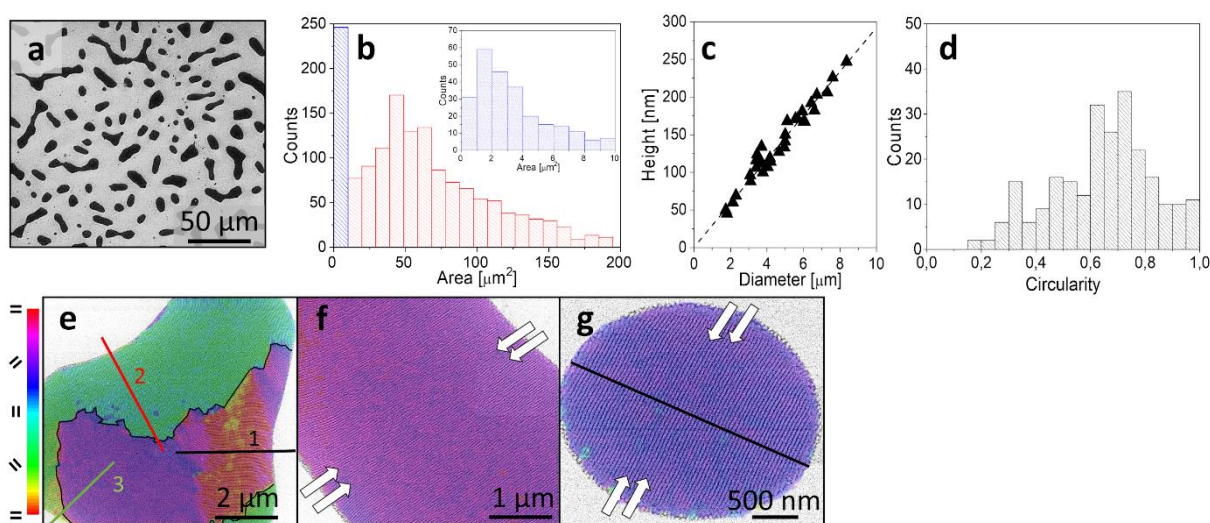 a
50 µm
b
Counts
250
200
150
100
50
0
0
50
100
150
200
Area [µm²]
Counts
70
60
50
40
30
20
10
0
0
2
4
6
8
10
Area [µm²]
c
Height [nm]
300
250
200
150
100
50
0
2
4
6
8
10
Diameter [µm]
d
Counts
50
40
30
20
10
0
0,0
0,2
0,4
0,6
0,8
1,0
Circularity
e
2
1
3
2 µm
f
1 µm
g
500 nm